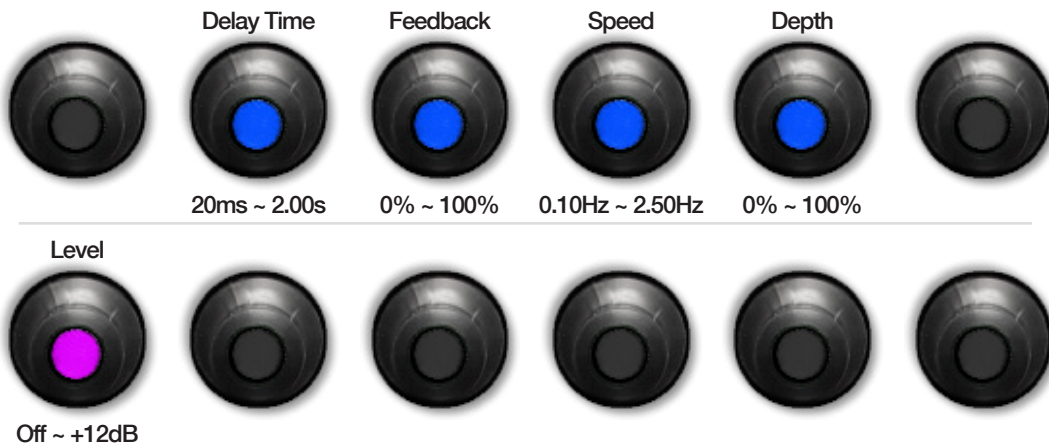 Delay Time Feedback Speed Depth
20ms ~ 2.00s 0% ~ 100% 0.10Hz ~ 2.50Hz 0% ~ 100%
Level
Off ~ +12dB